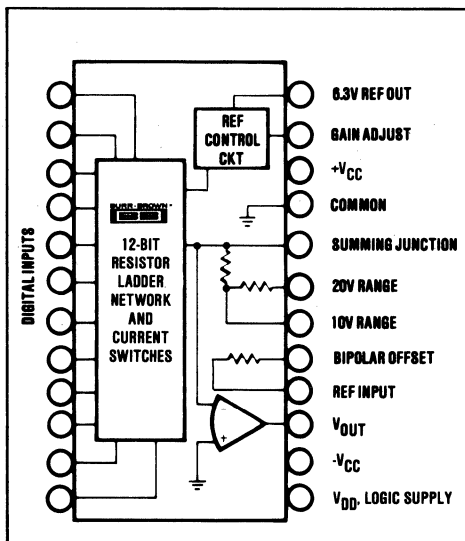 DIGITAL INPUTS
BURR-BROWN
12-BIT
RESISTOR
LADDER
NETWORK
AND
CURRENT
SWITCHES
REF
CONTROL
CKT
+
6.3V REF OUT
GAIN ADJUST
+VCC
COMMON
SUMMING JUNCTION
20V RANGE
10V RANGE
BIPOLAR OFFSET
REF INPUT
VOUT
-VCC
VDD, LOGIC SUPPLY